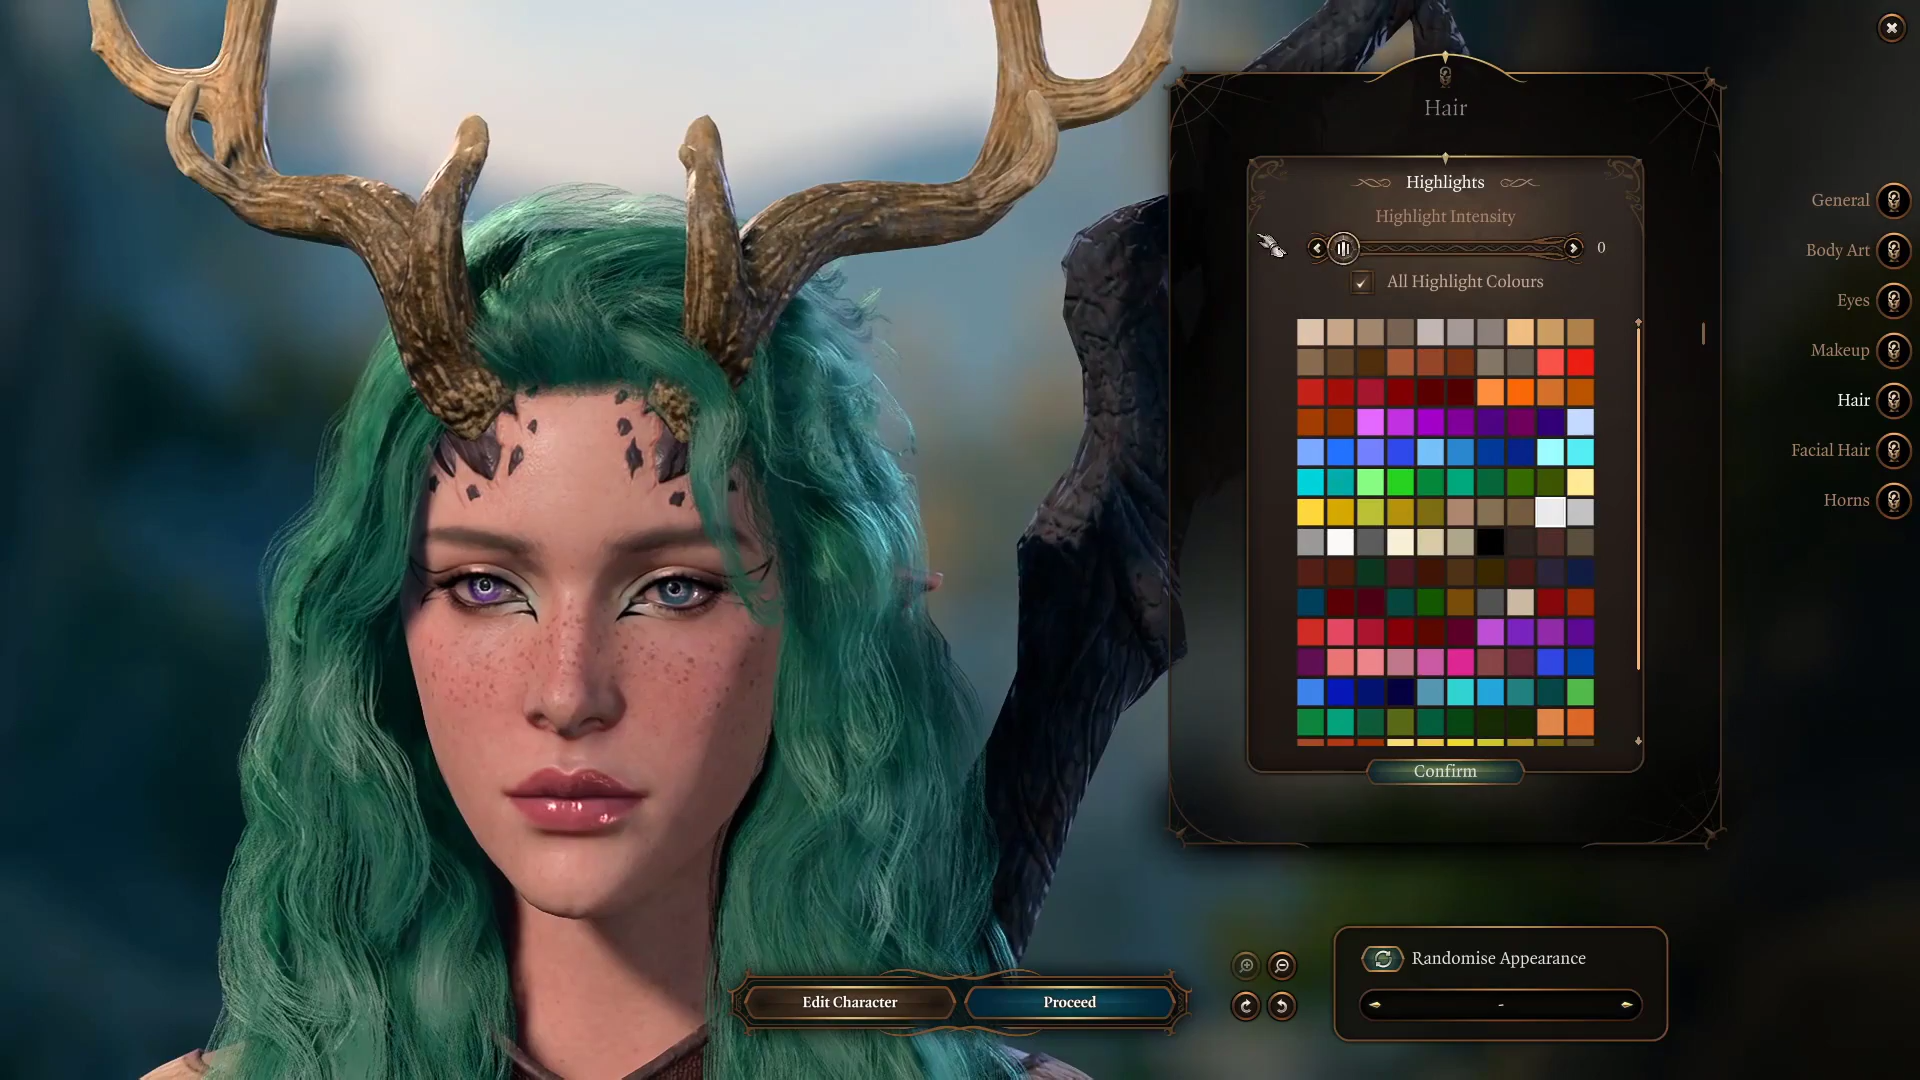 Hair
Highlights
Highlight Intensity
0
All Highlight Colours
Confirm
General
Body Art
Eyes
Makeup
Hair
Facial Hair
Horns
Edit Character
Proceed
Randomise Appearance
-